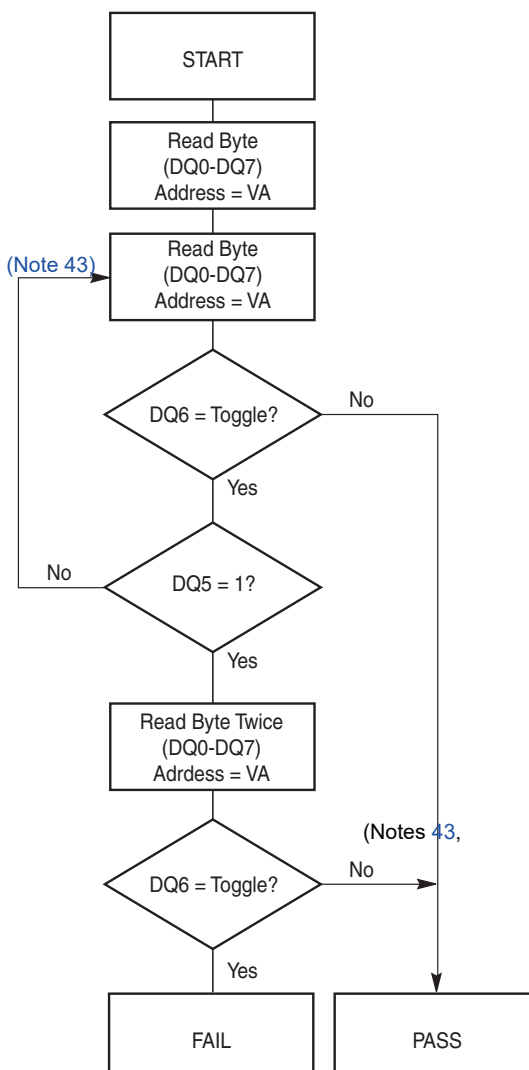 START
Read Byte
(DQ0-DQ7)
Address = VA
(Note 43)
Read Byte
(DQ0-DQ7)
Address = VA
DQ6 = Toggle?
No
Yes
No
DQ5 = 1?
Yes
Read Byte Twice
(DQ0-DQ7)
Adrdess = VA
(Notes 43,
DQ6 = Toggle?
No
Yes
FAIL
PASS